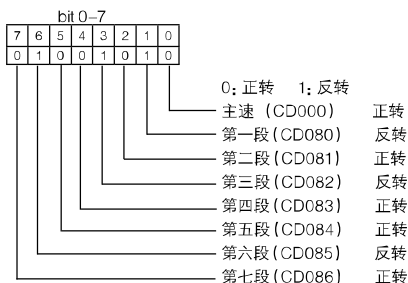 bit 0-7
7 6 5 4 3 2 1 0
0 1 0 0 1 0 1 0
0：正转 1：反转
主速（CD000） 正转
第一段（CD080） 反转
第二段（CD081） 正转
第三段（CD082） 反转
第四段（CD083） 正转
第五段（CD084） 正转
第六段（CD085） 反转
第七段（CD086） 正转